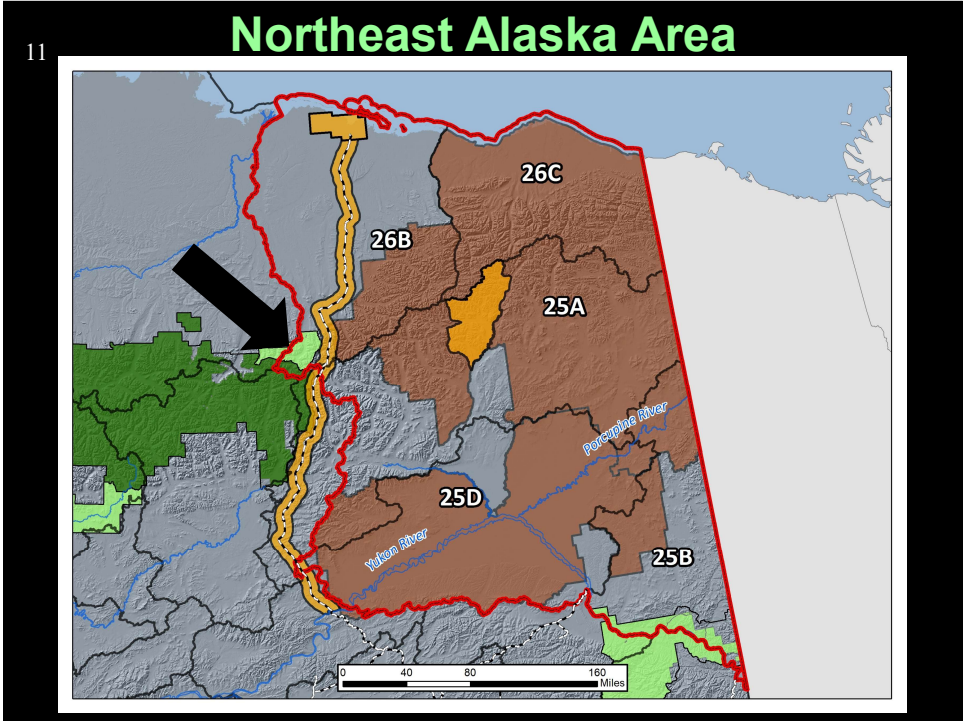 Northeast Alaska Area
11
26C
26B
25A
Porcupine River
25D
Yukon River
25B
0 40 80 160
Miles